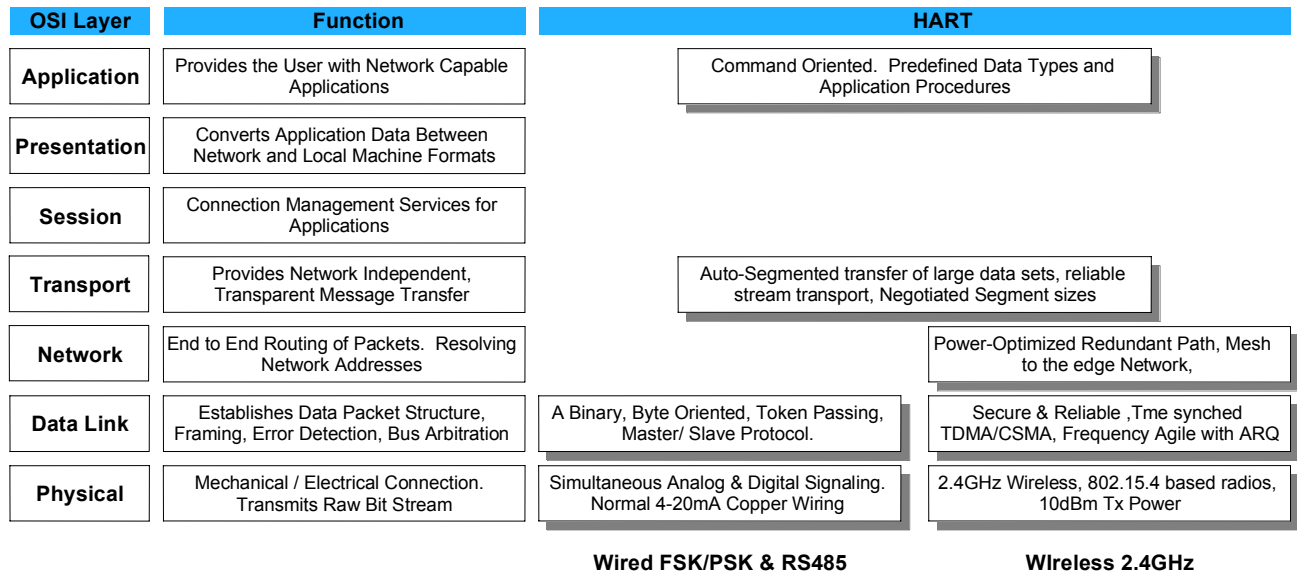 OSI Layer
Function
HART
Application
Provides the User with Network Capable
Applications
Command Oriented. Predefined Data Types and
Application Procedures
Presentation
Converts Application Data Between
Network and Local Machine Formats
Session
Connection Management Services for
Applications
Transport
Provides Network Independent,
Transparent Message Transfer
Auto-Segmented transfer of large data sets, reliable
stream transport, Negotiated Segment sizes
Network
End to End Routing of Packets. Resolving
Network Addresses
Power-Optimized Redundant Path, Mesh
to the edge Network,
Data Link
Establishes Data Packet Structure,
Framing, Error Detection, Bus Arbitration
A Binary, Byte Oriented, Token Passing,
Master/ Slave Protocol.
Secure & Reliable ,Tme synched
TDMA/CSMA, Frequency Agile with ARQ
Physical
Mechanical / Electrical Connection.
Transmits Raw Bit Stream
Simultaneous Analog & Digital Signaling.
Normal 4-20mA Copper Wiring
2.4GHz Wireless, 802.15.4 based radios,
10dBm Tx Power
Wired FSK/PSK & RS485
WIreless 2.4GHz